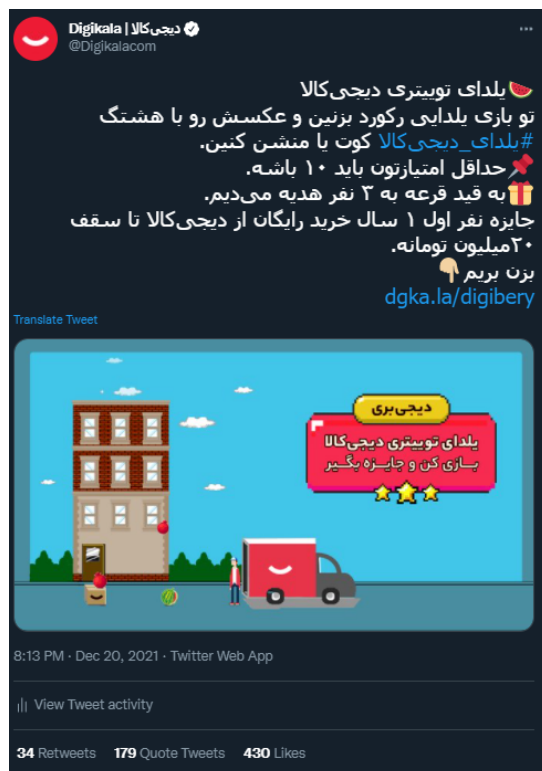 Digikala | دیجی‌کالا
@Digikalacom
🍉یلدای توییتری دیجی‌کالا
تو بازی یلدایی رکورد بزنین و عکسش رو با هشتگ
#یلدای_دیجی‌کالا کوت یا منشن کنین.
📌حداقل امتیازتون باید ۱۰ باشه.
🎁به قید قرعه به ۳ نفر هدیه می‌دیم.
جایزه نفر اول ۱ سال خرید رایگان از دیجی‌کالا تا سقف
۲۰میلیون تومانه.
بزن بریم👇🏼
dgka.la/digibery
Translate Tweet
دیجی‌بری
یلدای توییتری دیجی‌کالا
بازی کن و جایزه بگیر
8:13 PM · Dec 20, 2021 · Twitter Web App
View Tweet activity
34 Retweets 179 Quote Tweets 430 Likes